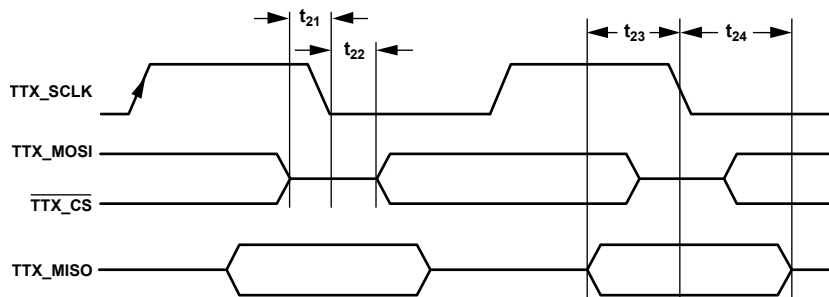 t21
t22
t23
t24
TTX_SCLK
TTX_MOSI
TTX_CS
TTX_MISO